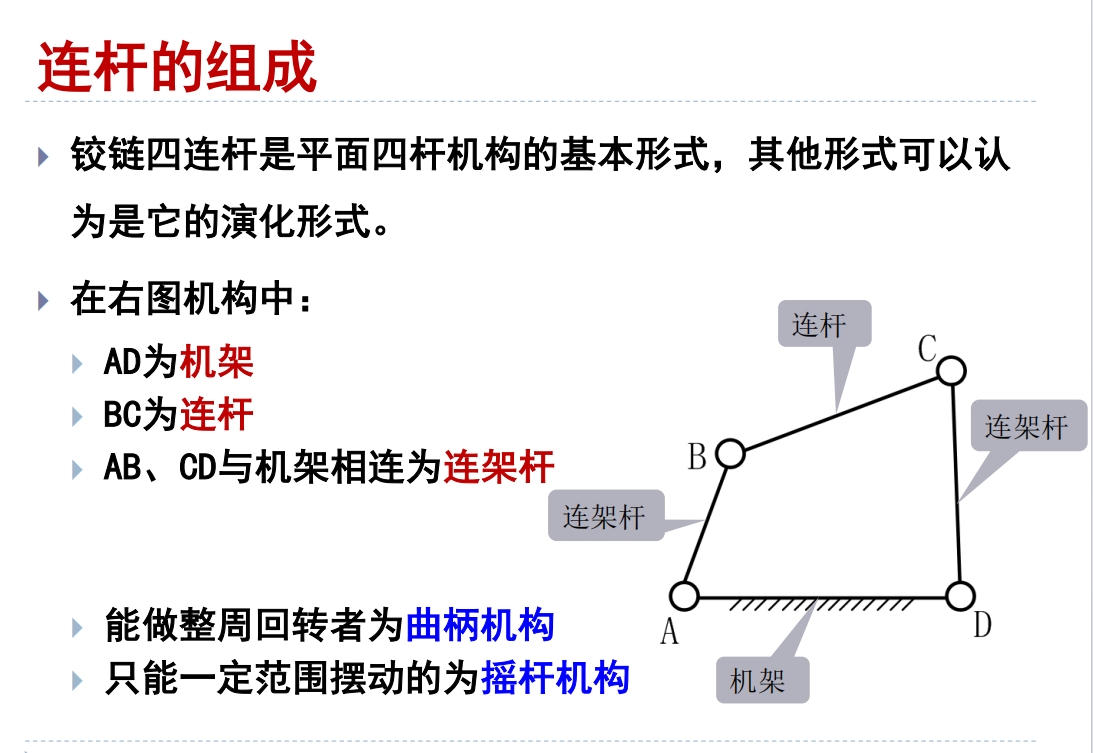 连杆的组成
铰链四连杆是平面四杆机构的基本形式，其他形式可以认
为是它的演化形式。
在右图机构中：
AD为机架
BC为连杆
AB、CD与机架相连为连架杆
能做整周回转者为曲柄机构
只能一定范围摆动的为摇杆机构
连杆
C
连架杆
B
连架杆
A
D
机架